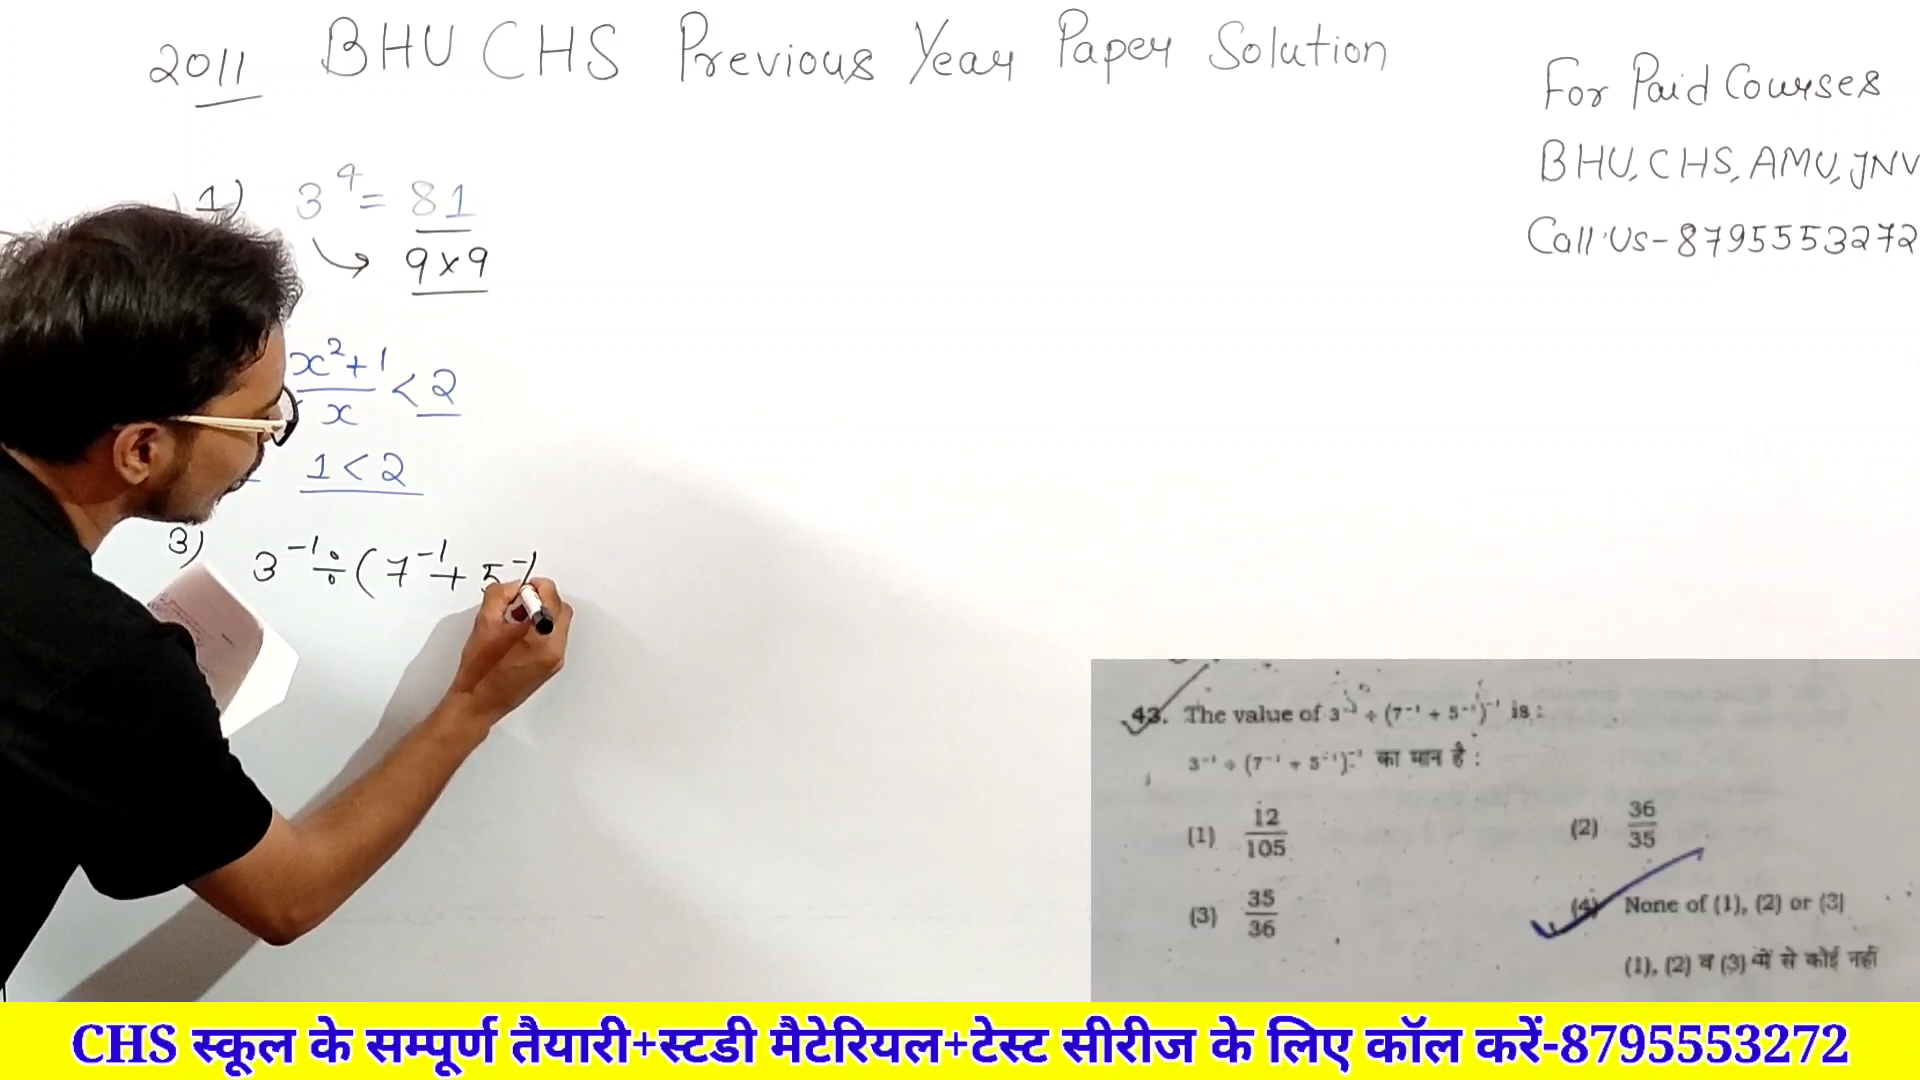 2011 BHU CHS Previous Year Paper Solution
For Paid Courses
BHU, CHS, AMU, JNV
Call Us-8795553272
1) 3⁴ = 81
9×9
x²+1
x
< 2
1 < 2
3) 3⁻¹ ÷ (7⁻¹ + 5⁻¹
43. The value of 3⁻¹ ÷ (7⁻¹ + 5⁻¹)⁻¹ is :
3⁻¹ ÷ (7⁻¹ + 5⁻¹)⁻¹ का मान है :
(1) 12/105 (2) 36/35
(3) 35/36 (4) None of (1), (2) or (3)
(1), (2) व (3) में से कोई नहीं
CHS स्कूल के सम्पूर्ण तैयारी+स्टडी मैटेरियल+टेस्ट सीरीज के लिए कॉल करें-8795553272